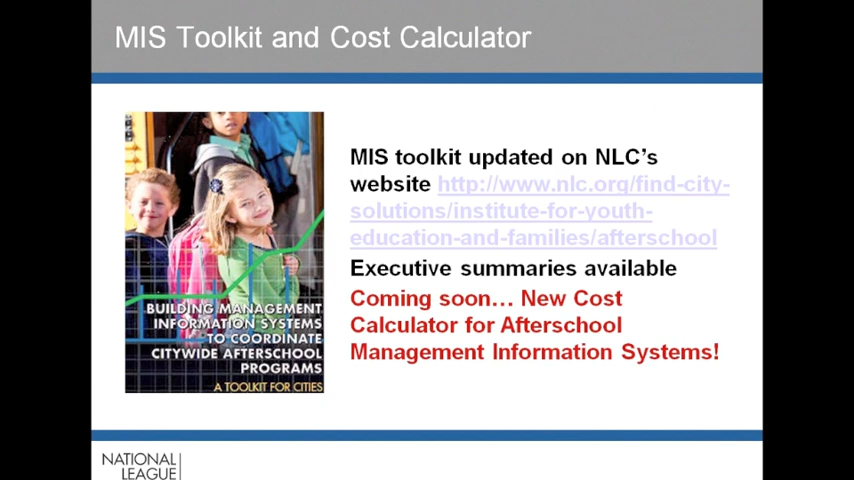 MIS Toolkit and Cost Calculator
MIS toolkit updated on NLC's
website http://www.nlc.org/find-city-
solutions/institute-for-youth-
education-and-families/afterschool
Executive summaries available
Coming soon... New Cost
Calculator for Afterschool
Management Information Systems!
BUILDING MANAGEMENT
INFORMATION SYSTEMS
TO COORDINATE
CITYWIDE AFTERSCHOOL
PROGRAMS
A TOOLKIT FOR CITIES
NATIONAL
LEAGUE